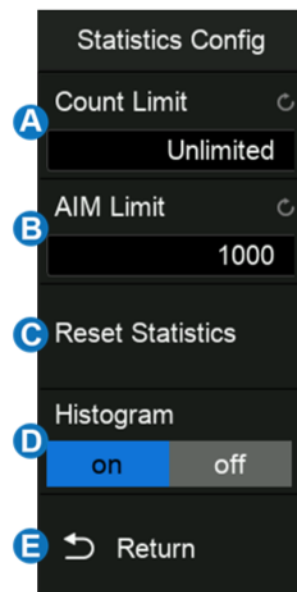 Statistics Config
A
Count Limit
Unlimited
B
AIM Limit
1000
C
Reset Statistics
Histogram
D
on off
E
Return